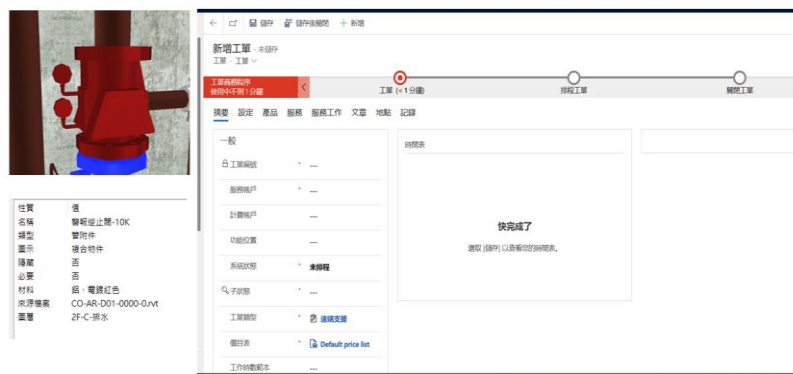 儲存 儲存後關閉 新增
新增工單 - 未儲存
工單 · 工單
工單商務程序
使用中不到1分鐘
工單 (<1 分鐘)
排程工單
關閉工單
摘要 設定 產品 服務 服務工作 文章 地點 記錄
一般
工單編號 * ---
服務帳戶 * ---
計費帳戶 ---
功能位置 ---
系統狀態 * 未排程
子狀態 * ---
工單類型 * 遠端支援
價目表 * Default price list
工作時數範本 ---
時間表
快完成了
選取 [儲存] 以查看您的時間表。
性質 值
名稱 警報逆止閥-10K
類型 管附件
圖示 複合物件
隱藏 否
必要 否
材料 鋁、電鍍紅色
來源檔案 CO-AR-D01-0000-0.rvt
圖層 2F-C-排水